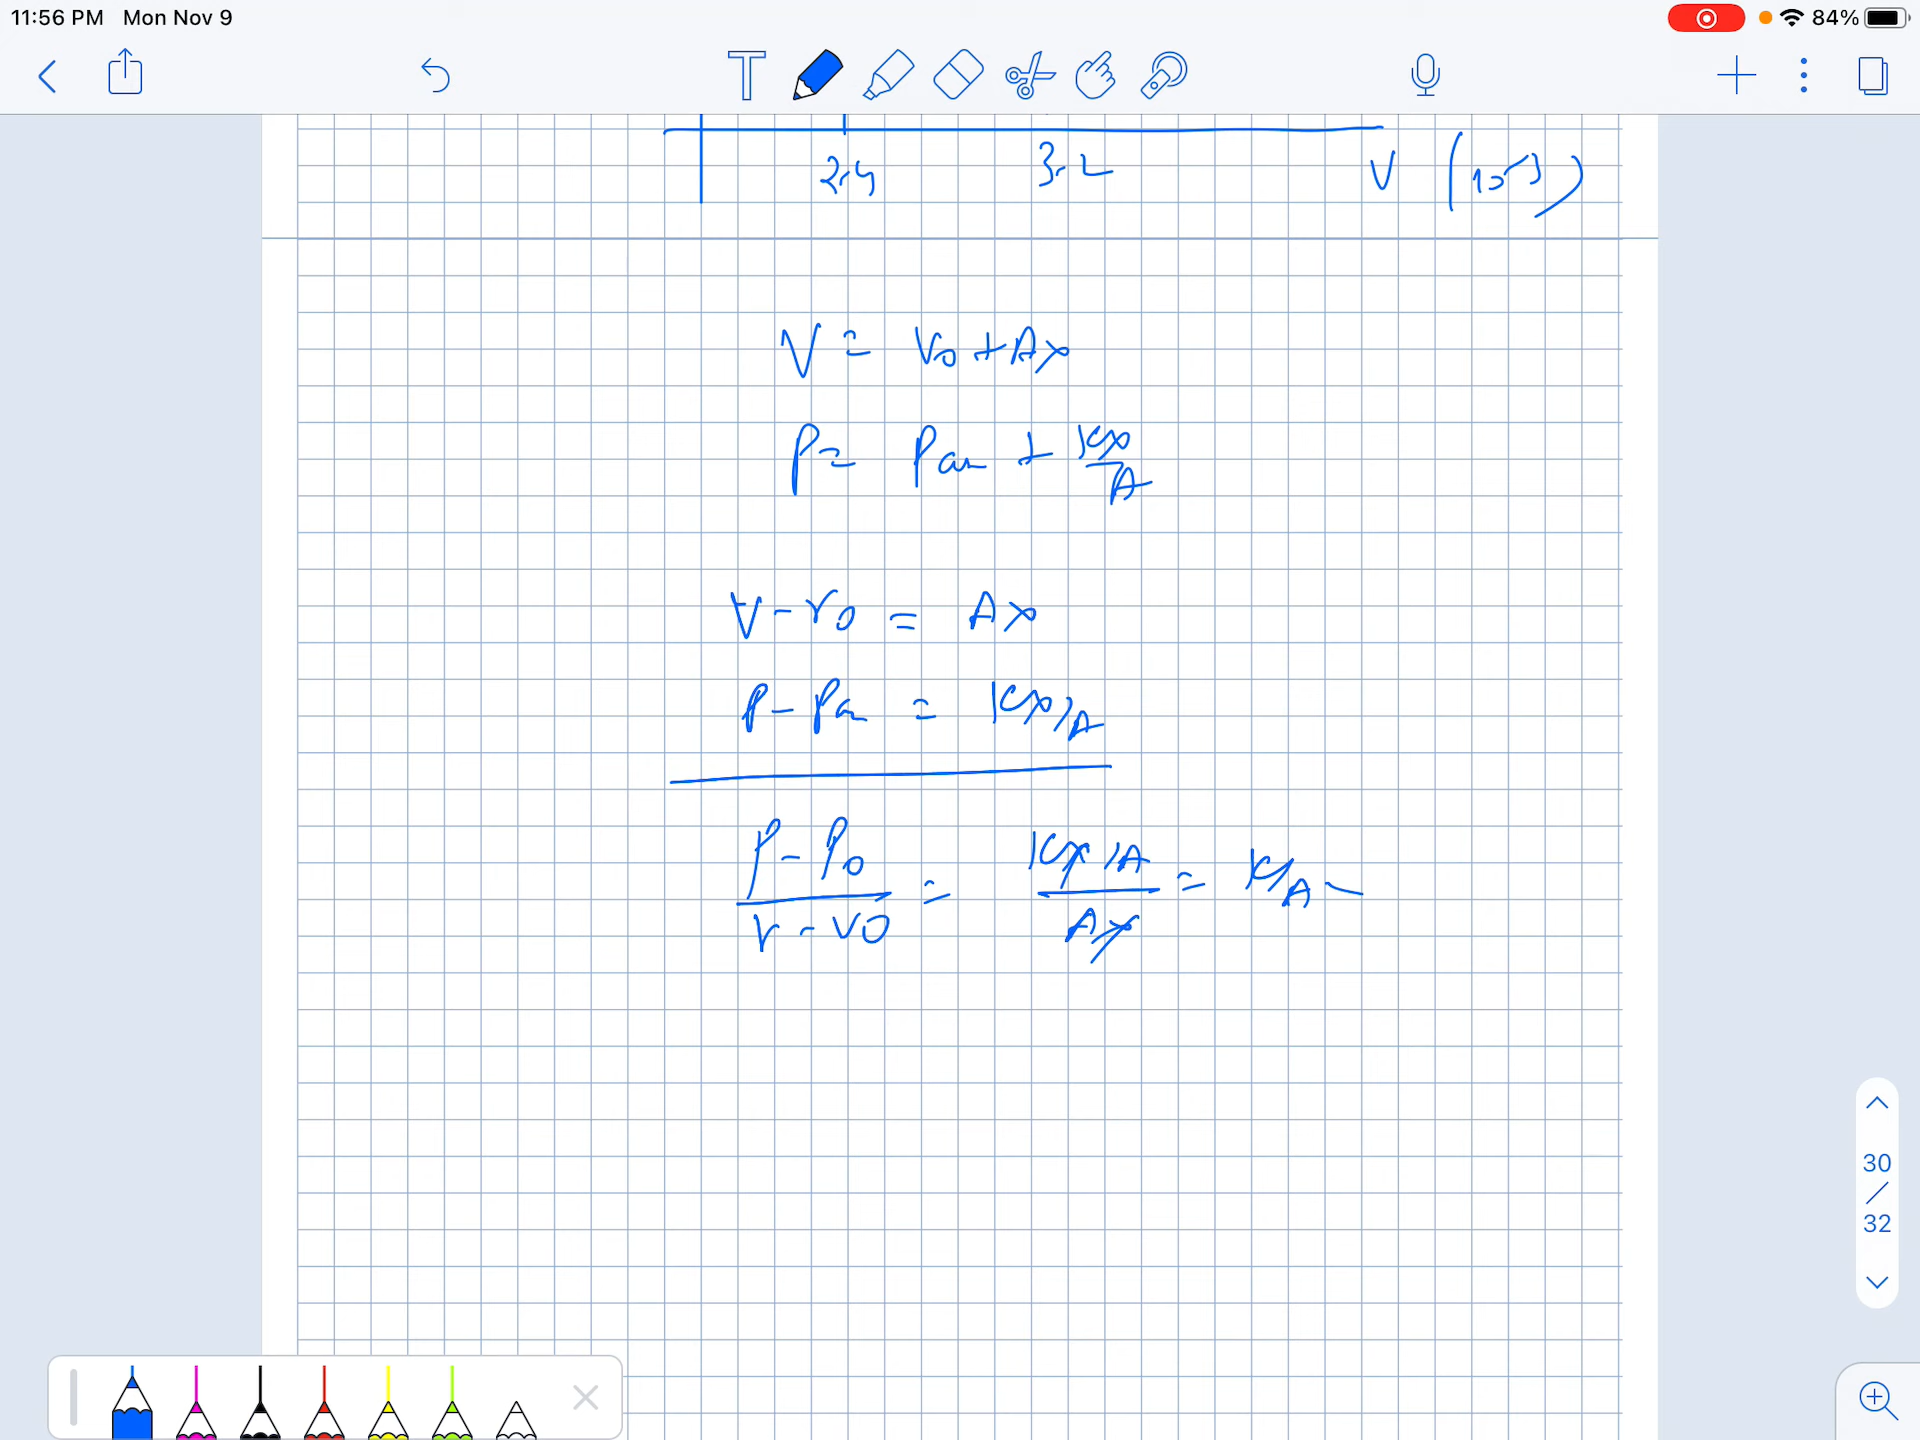 11:56 PM Mon Nov 9 84%
T
2.4 3.2 V (10^-3)
V = V0 + Ax
P = Pa + Kx/A
V - V0 = Ax
P - Pa = Kx/A
(P - P0)/(V - V0) = (Kx/A)/(Ax) = K/A
30
/
32